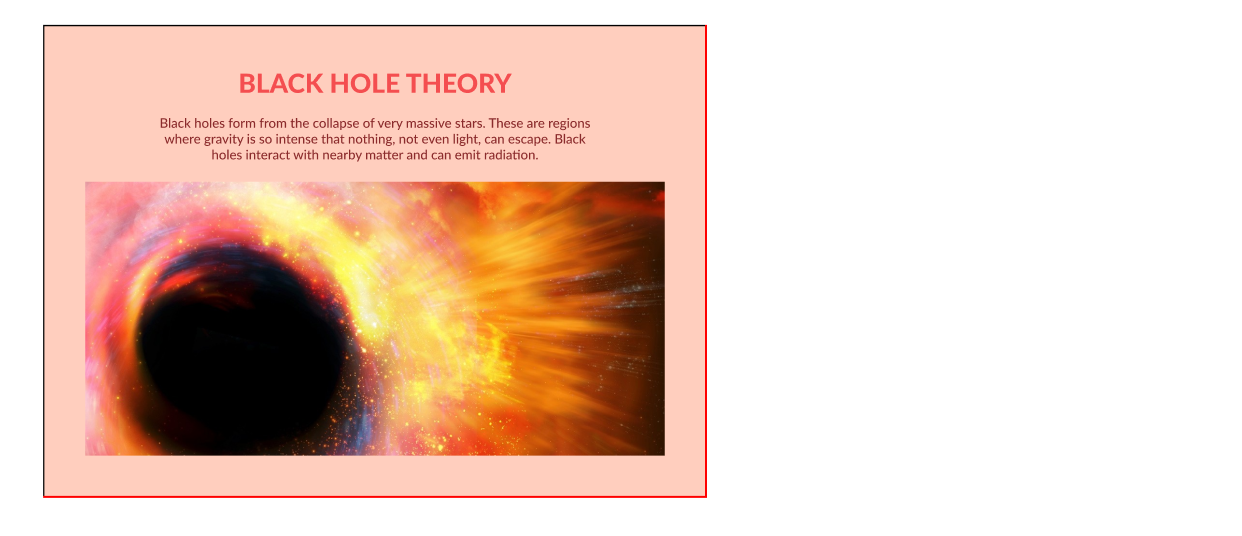 BLACK HOLE THEORY
Black holes form from the collapse of very massive stars. These are regions
where gravity is so intense that nothing, not even light, can escape. Black
holes interact with nearby matter and can emit radiation.